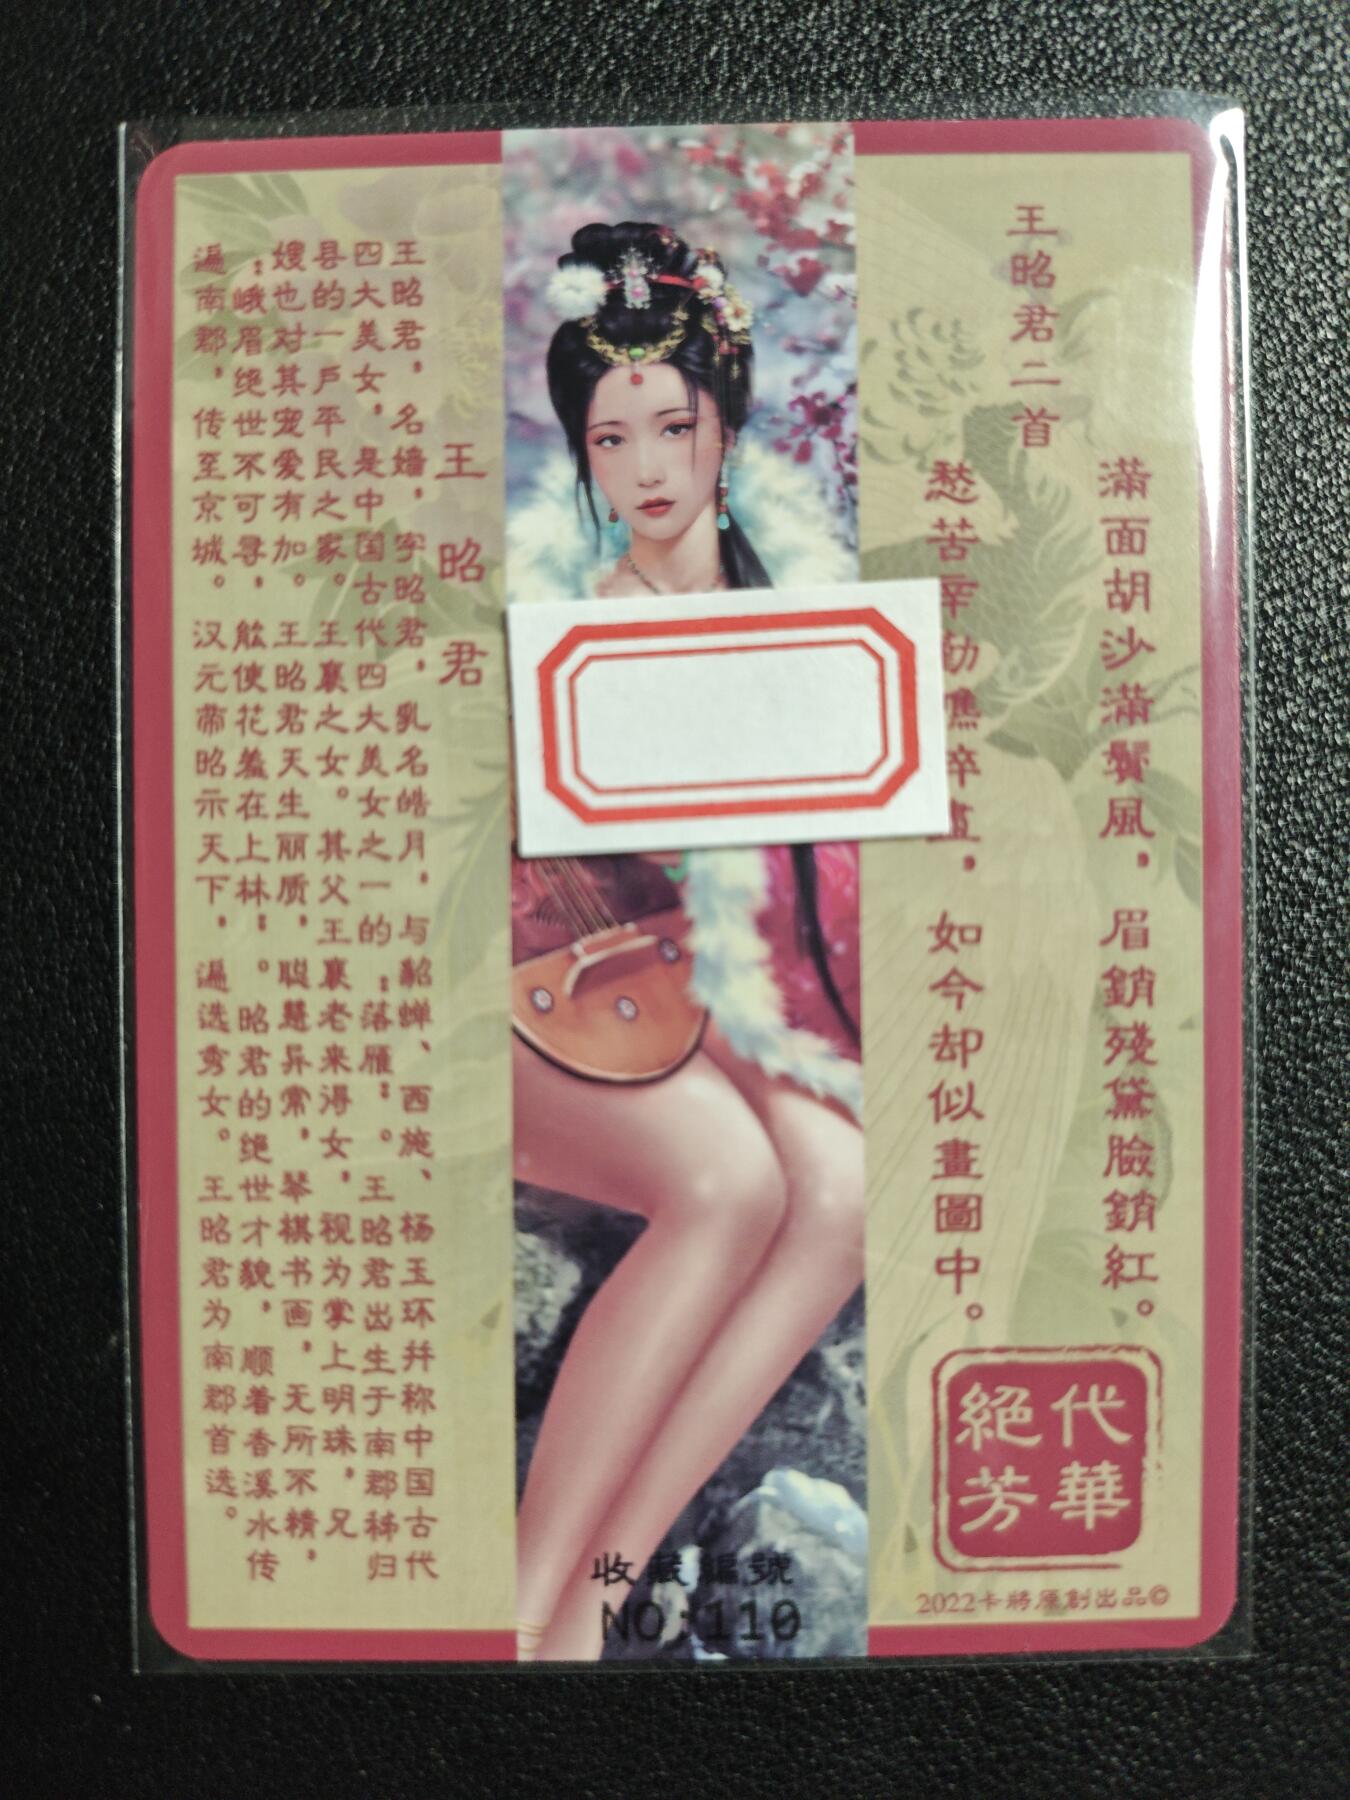 王昭君二首
滿面胡沙滿鬢風，眉銷殘黛臉銷紅。
愁苦辛勤憔悴盡，如今却似畫圖中。
絕代
芳華
2022卡將原創出品©
收藏編號
NO:110
王昭君
王昭君，名嫱，字昭君，乳名皓月，与貂蝉、西施、杨玉环并称中国古代
四大美女，是中国古代四大美女之一的“落雁”。王昭君出生于南郡秭归
县的一户平民之家。王襄之女。其父王襄老来得女，视为掌上明珠，兄
嫂也对其宠爱有加。王昭君天生丽质，聪慧异常，琴棋书画，无所不精，
“峨眉绝世不可寻，能使花羞在上林”。昭君的绝世才貌，顺着香溪水传
遍南郡，传至京城。汉元帝昭示天下，遍选秀女。王昭君为南郡首选。